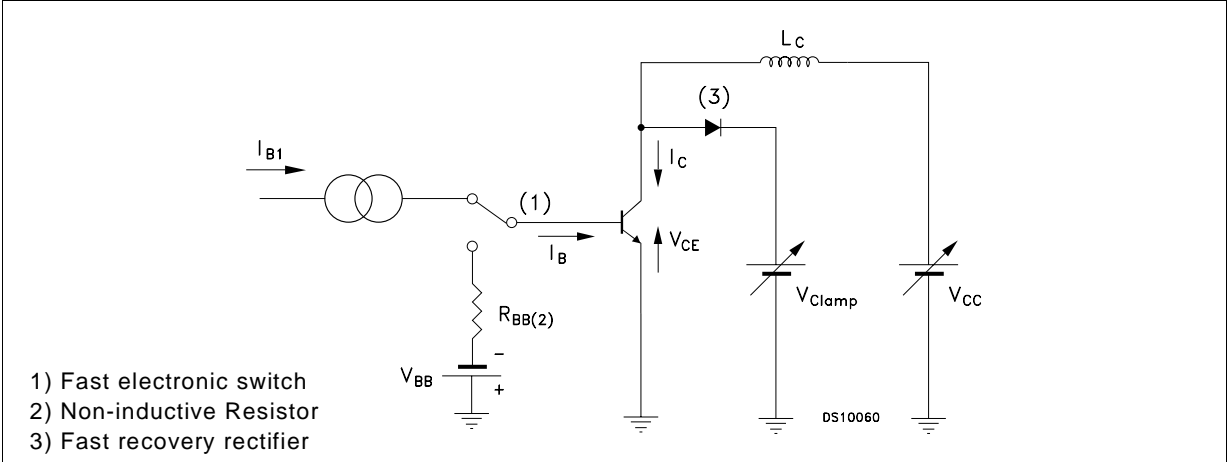 L_C
(3)
I_B1
I_C
(1)
I_B
V_CE
V_Clamp
V_CC
R_BB(2)
−
V_BB
+
DS10060
1) Fast electronic switch
2) Non-inductive Resistor
3) Fast recovery rectifier